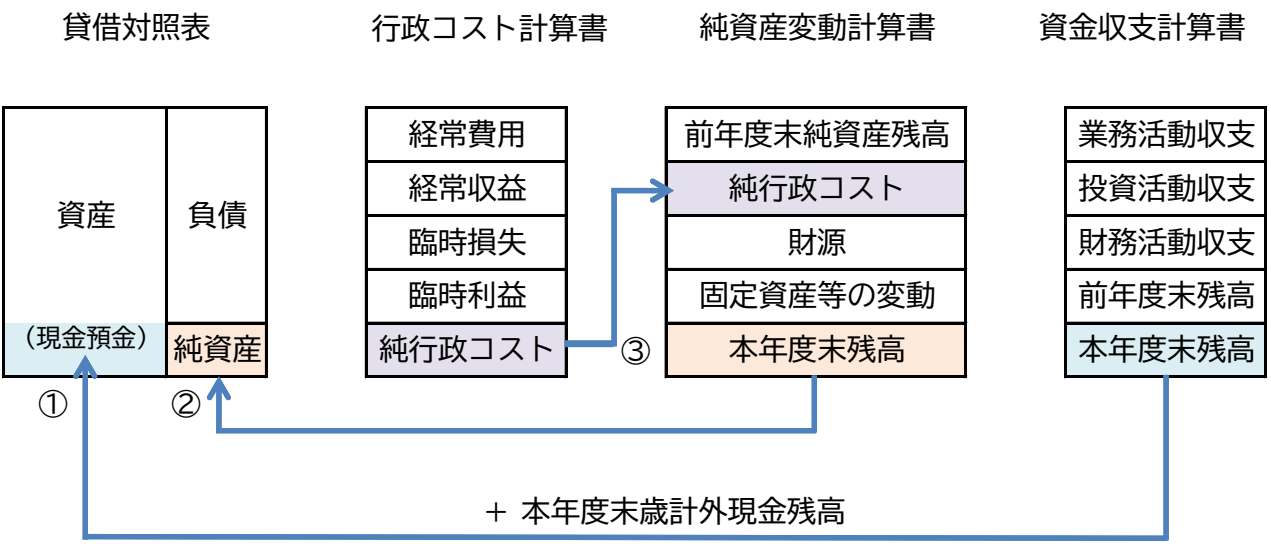 貸借対照表
行政コスト計算書
純資産変動計算書
資金収支計算書
資産
負債
（現金預金）
純資産
経常費用
経常収益
臨時損失
臨時利益
純行政コスト
前年度末純資産残高
純行政コスト
財源
固定資産等の変動
本年度末残高
業務活動収支
投資活動収支
財務活動収支
前年度末残高
本年度末残高
①
②
③
＋ 本年度末歳計外現金残高